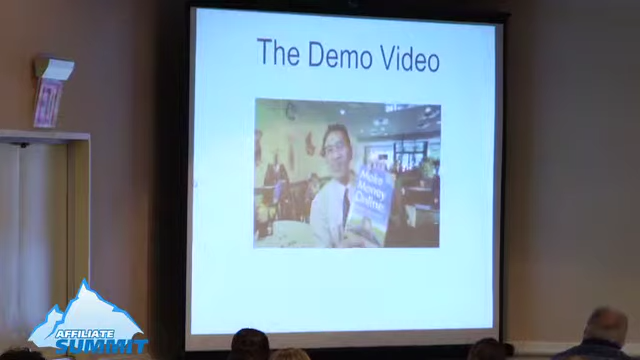 The Demo Video
Make
Money
Online
AFFILIATE
SUMMIT